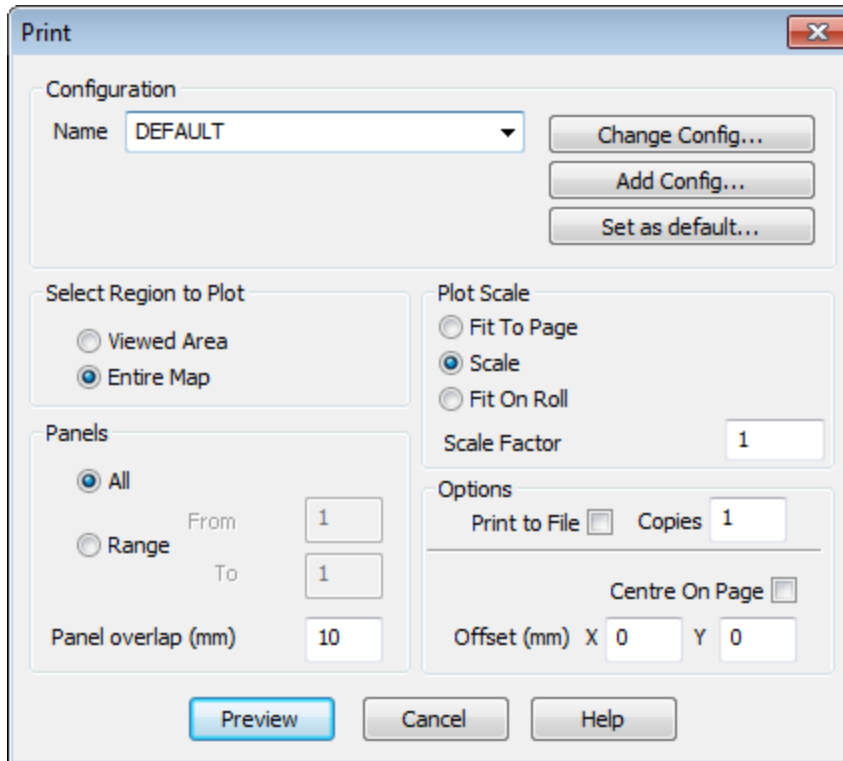 Print
Configuration
Name DEFAULT
Change Config...
Add Config...
Set as default...
Select Region to Plot
Viewed Area
Entire Map
Plot Scale
Fit To Page
Scale
Fit On Roll
Scale Factor 1
Panels
All
Range
From 1
To 1
Panel overlap (mm) 10
Options
Print to File Copies 1
Centre On Page
Offset (mm) X 0 Y 0
Preview Cancel Help